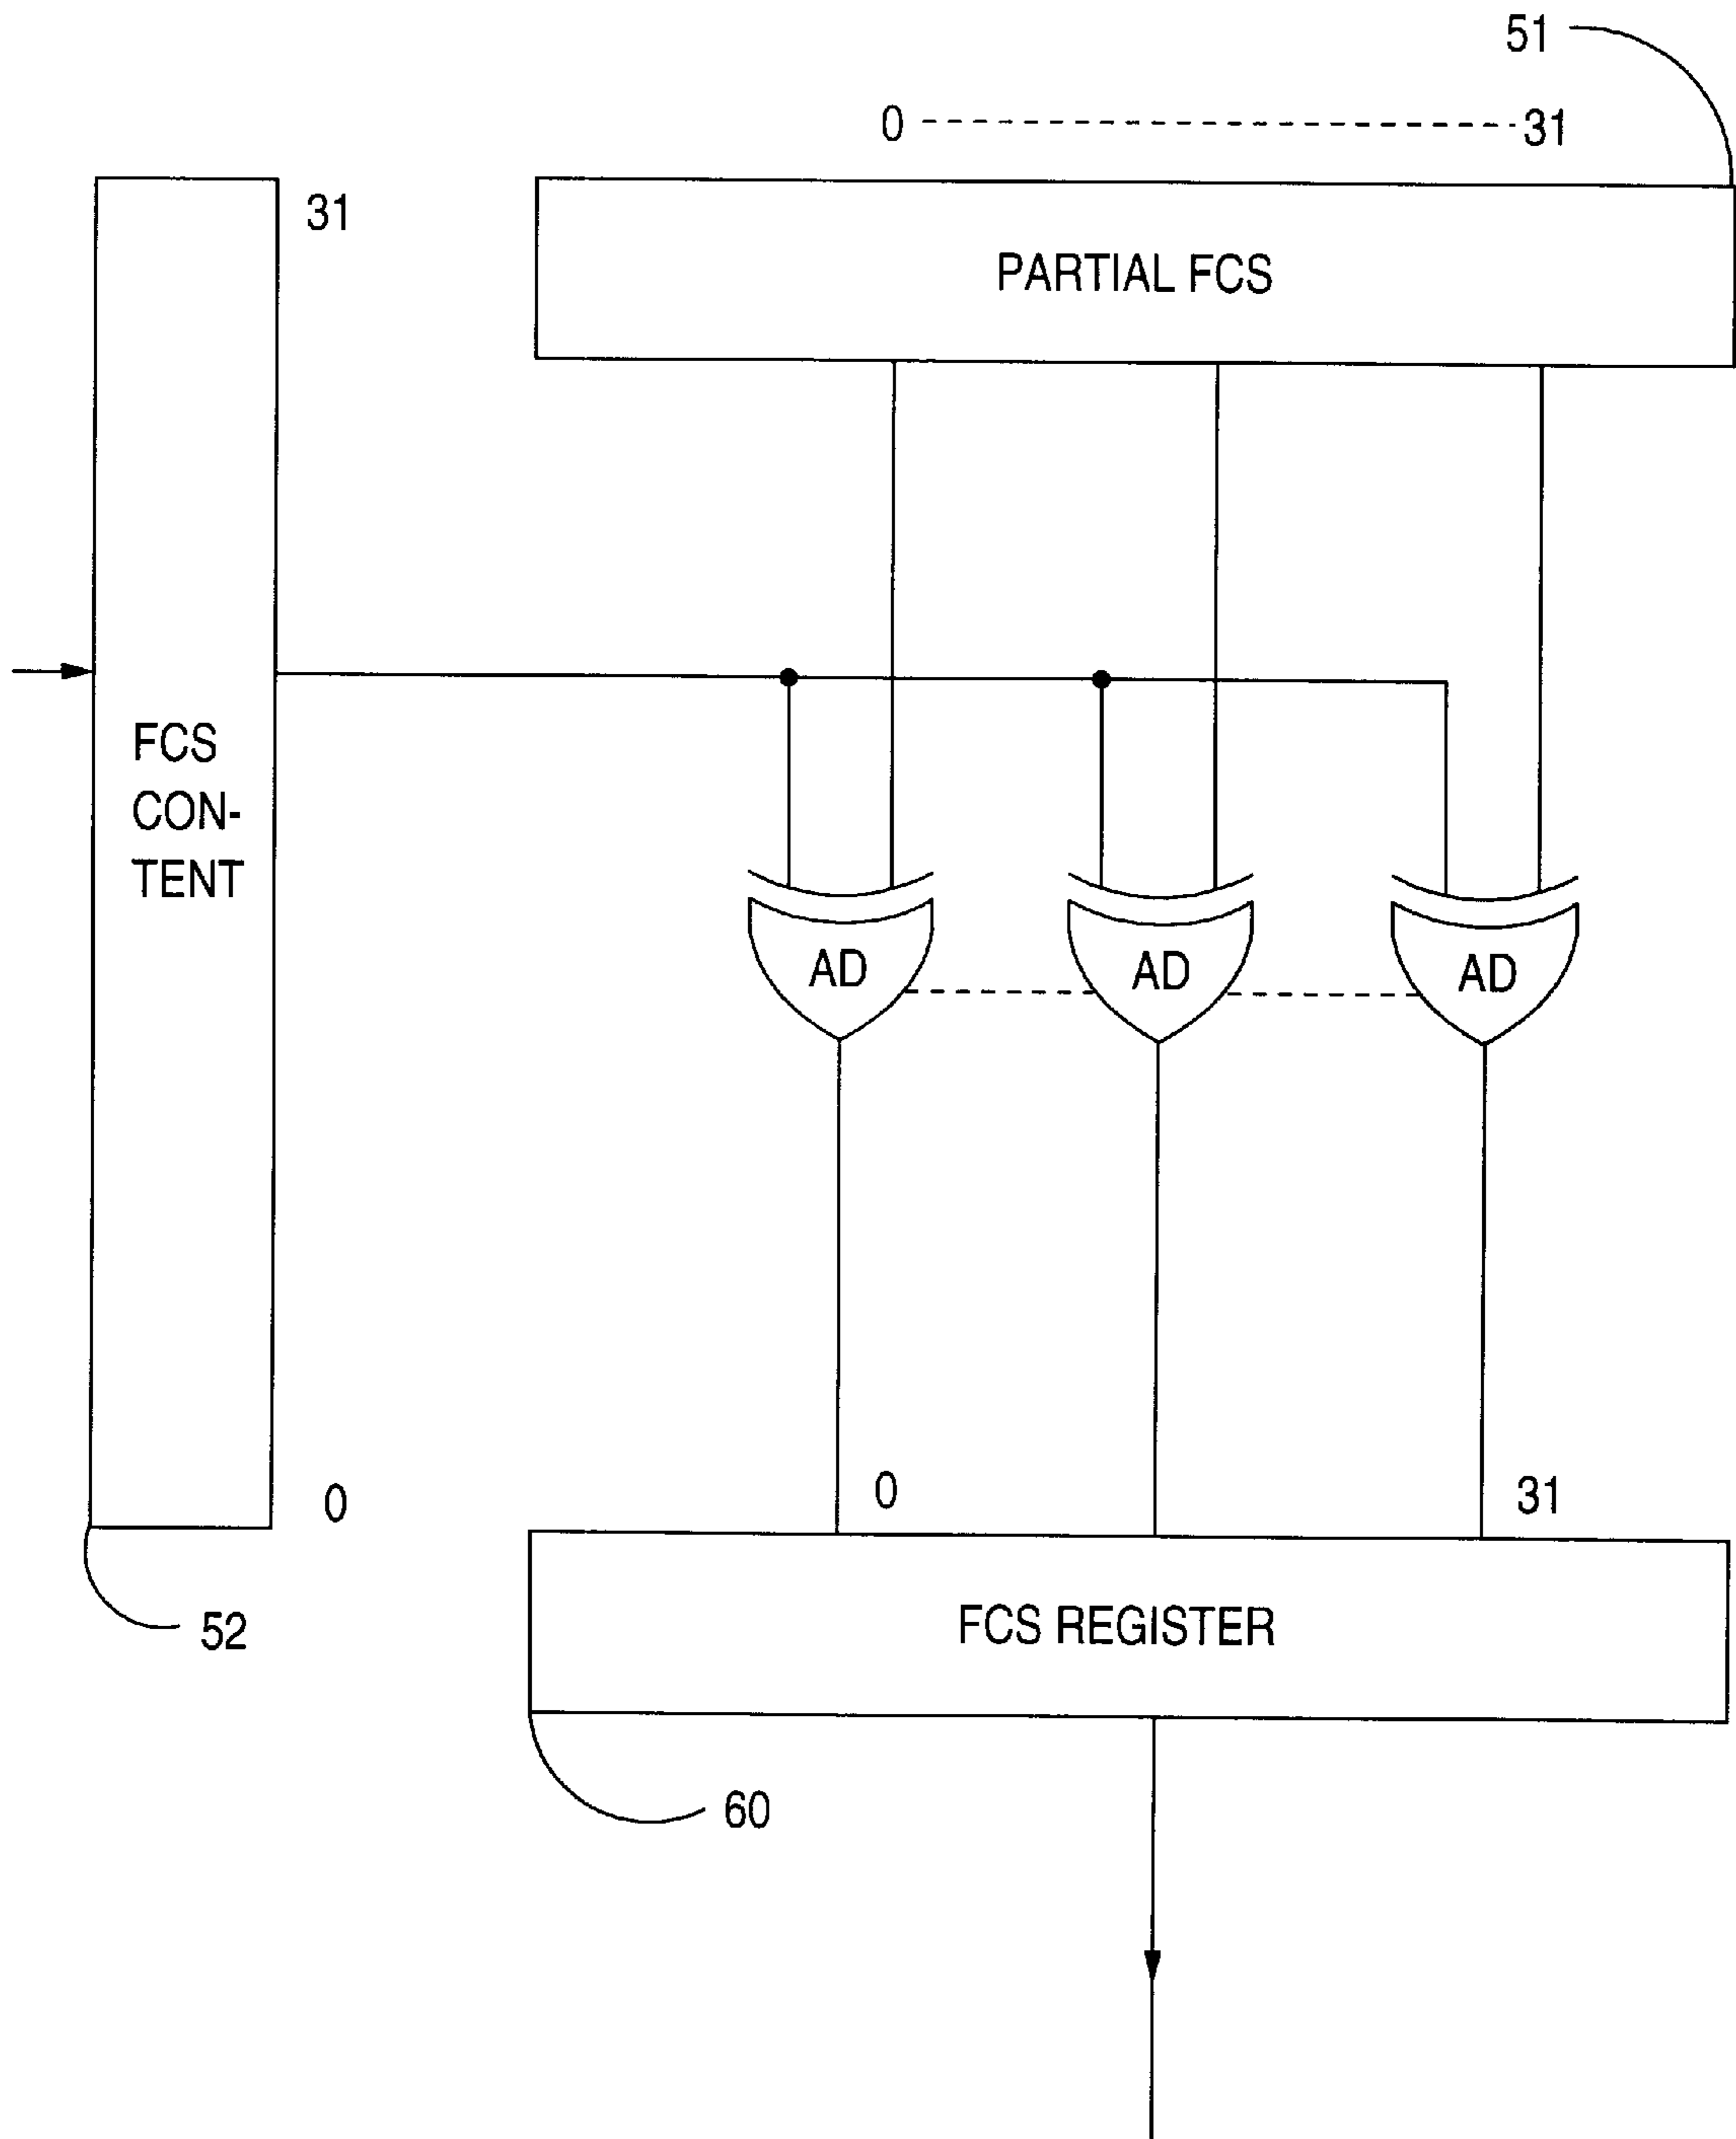 51
0 - - - - - - - - 31
31
PARTIAL FCS
FCS
CON-
TENT
AD AD AD
0
0
31
FCS REGISTER
52
60